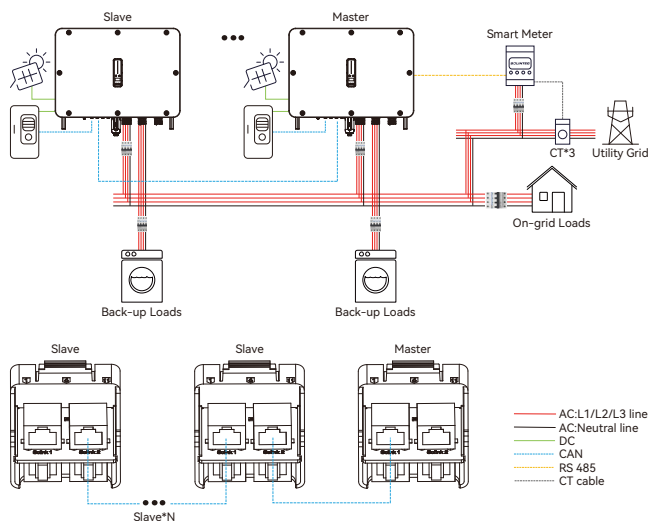 Slave
Master
Smart Meter
SOLINTEG
CT*3
Utility Grid
On-grid Loads
Back-up Loads
Back-up Loads
Slave
Slave
Master
Slave*N
AC:L1/L2/L3 line
AC:Neutral line
DC
CAN
RS 485
CT cable